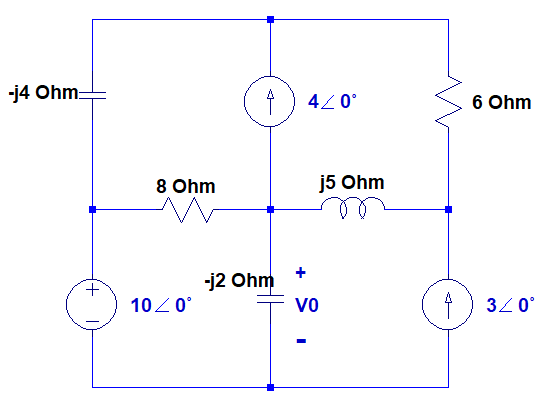 -j4 Ohm
4∠ 0°
6 Ohm
8 Ohm
j5 Ohm
-j2 Ohm
+
+
10∠ 0°
V0
3∠ 0°
-
-